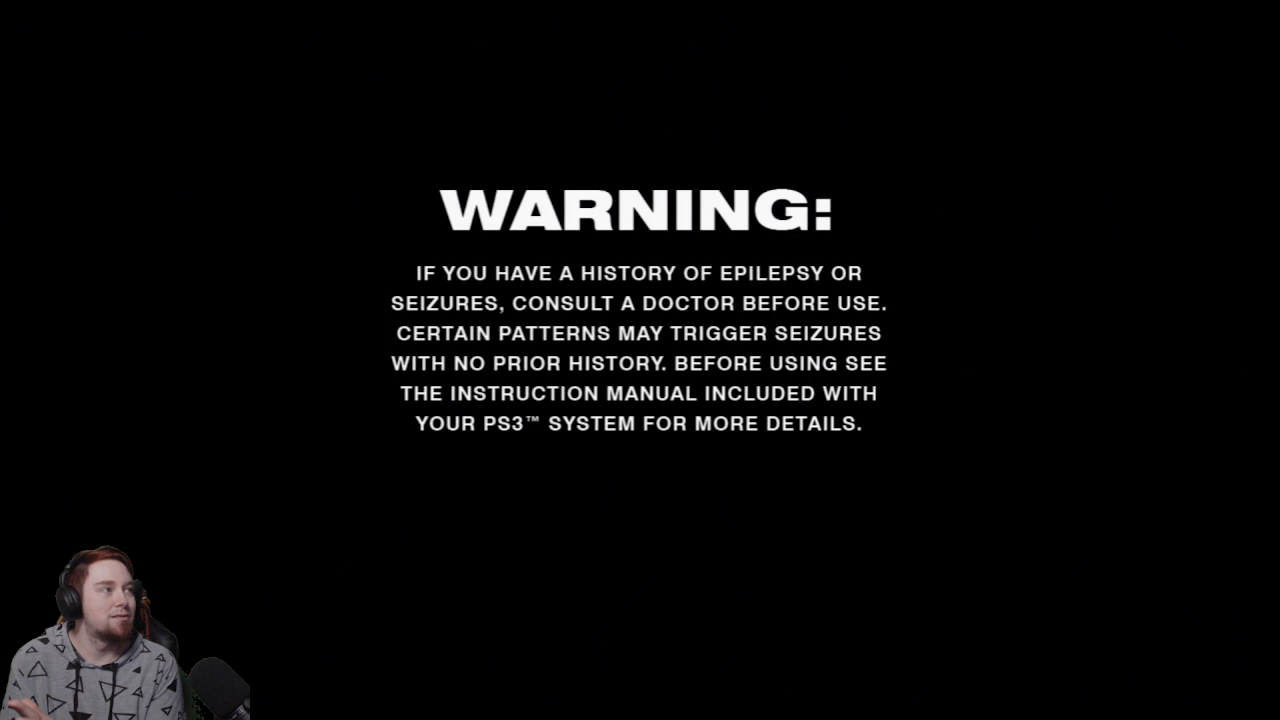 WARNING:
IF YOU HAVE A HISTORY OF EPILEPSY OR
SEIZURES, CONSULT A DOCTOR BEFORE USE.
CERTAIN PATTERNS MAY TRIGGER SEIZURES
WITH NO PRIOR HISTORY. BEFORE USING SEE
THE INSTRUCTION MANUAL INCLUDED WITH
YOUR PS3™ SYSTEM FOR MORE DETAILS.